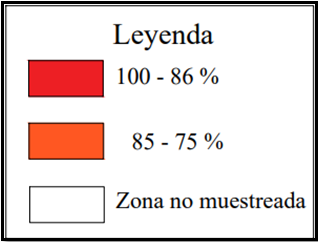 Leyenda
100 - 86 %
85 - 75 %
Zona no muestreada